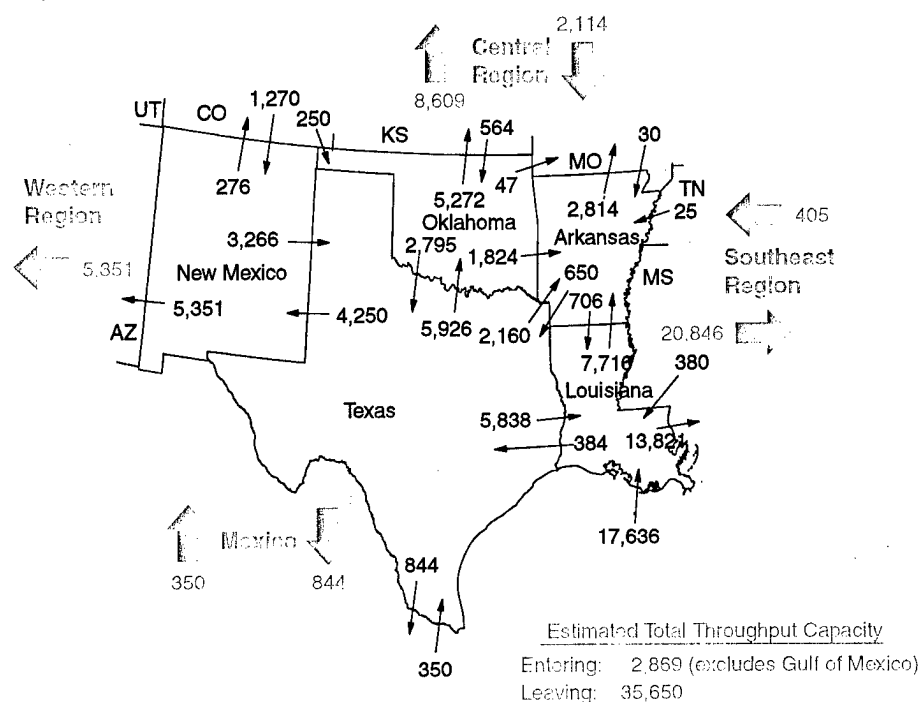 2,114
Central
Region
8,609
UT
CO
1,270
250
KS
564
MO
30
276
47
5,272
2,814
TN
25
Western
Region
5,351
405
Oklahoma
Arkansas
3,266
2,795
1,824
MS
Southeast
Region
New Mexico
650
706
5,351
4,250
5,926
2,160
20,846
AZ
7,716
380
Louisiana
Texas
5,838
384
13,821
17,636
Mexico
350
844
844
350
Estimated Total Throughput Capacity
Entering: 2,869 (excludes Gulf of Mexico)
Leaving: 35,650